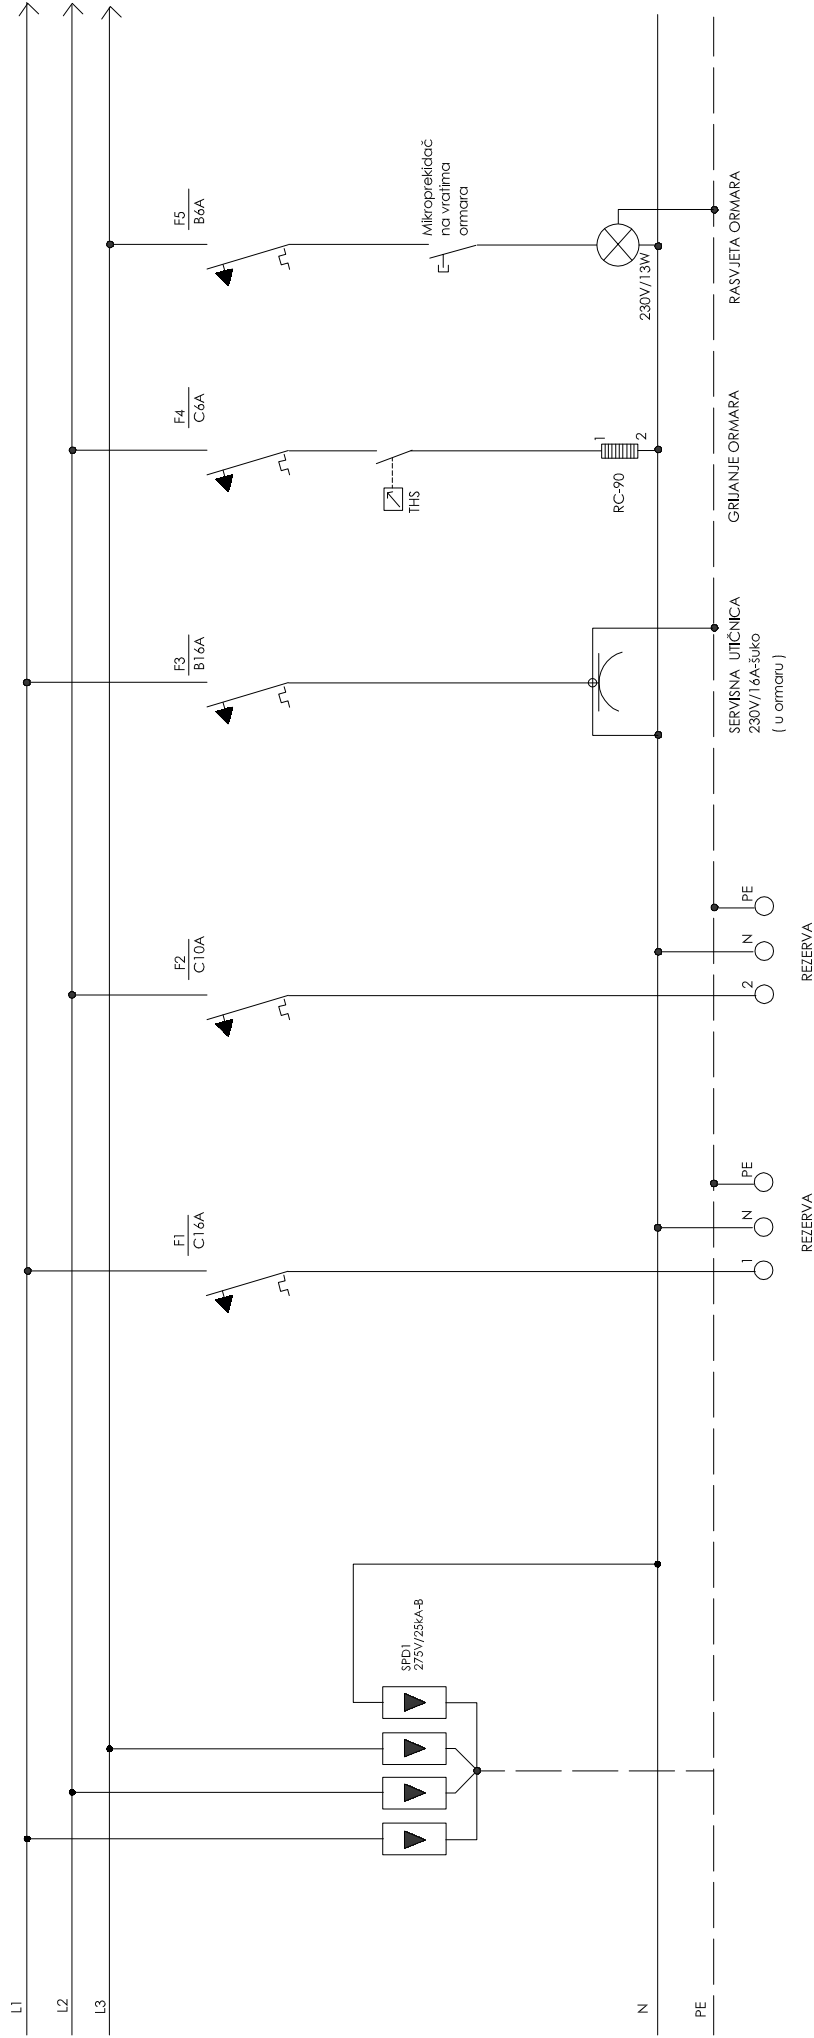 L1
L2
L3
N
PE
SPD1
275V/25kA-B
F1
C16A
1
N
PE
REZERVA
F2
C10A
2
N
PE
REZERVA
F3
B16A
SERVISNA UTIČNICA
230V/16A-šuko
( u ormaru )
F4
C6A
THS
RC-90
1
2
GRIJANJE ORMARA
F5
B6A
Mikroprekidač
na vratima
ormara
230V/13W
RASVJETA ORMARA